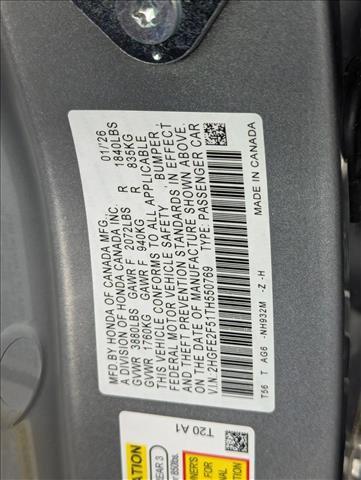 MFD.BY HONDA OF CANADA MFG.,
A DIVISION OF HONDA CANADA INC. 01/'26
GVWR 3880LBS GAWR F 2072LBS R 1840LBS
GVWR 1760KG GAWR F 940KG R 835KG
THIS VEHICLE CONFORMS TO ALL APPLICABLE
FEDERAL MOTOR VEHICLE SAFETY, BUMPER,
AND THEFT PREVENTION STANDARDS IN EFFECT
ON THE DATE OF MANUFACTURE SHOWN ABOVE.
V.I.N: 2HGFE2F51TH550769 TYPE: PASSENGER CAR
MADE IN CANADA
T56 T AG6 -NH932M -Z -H
T20 A1
REAR 3